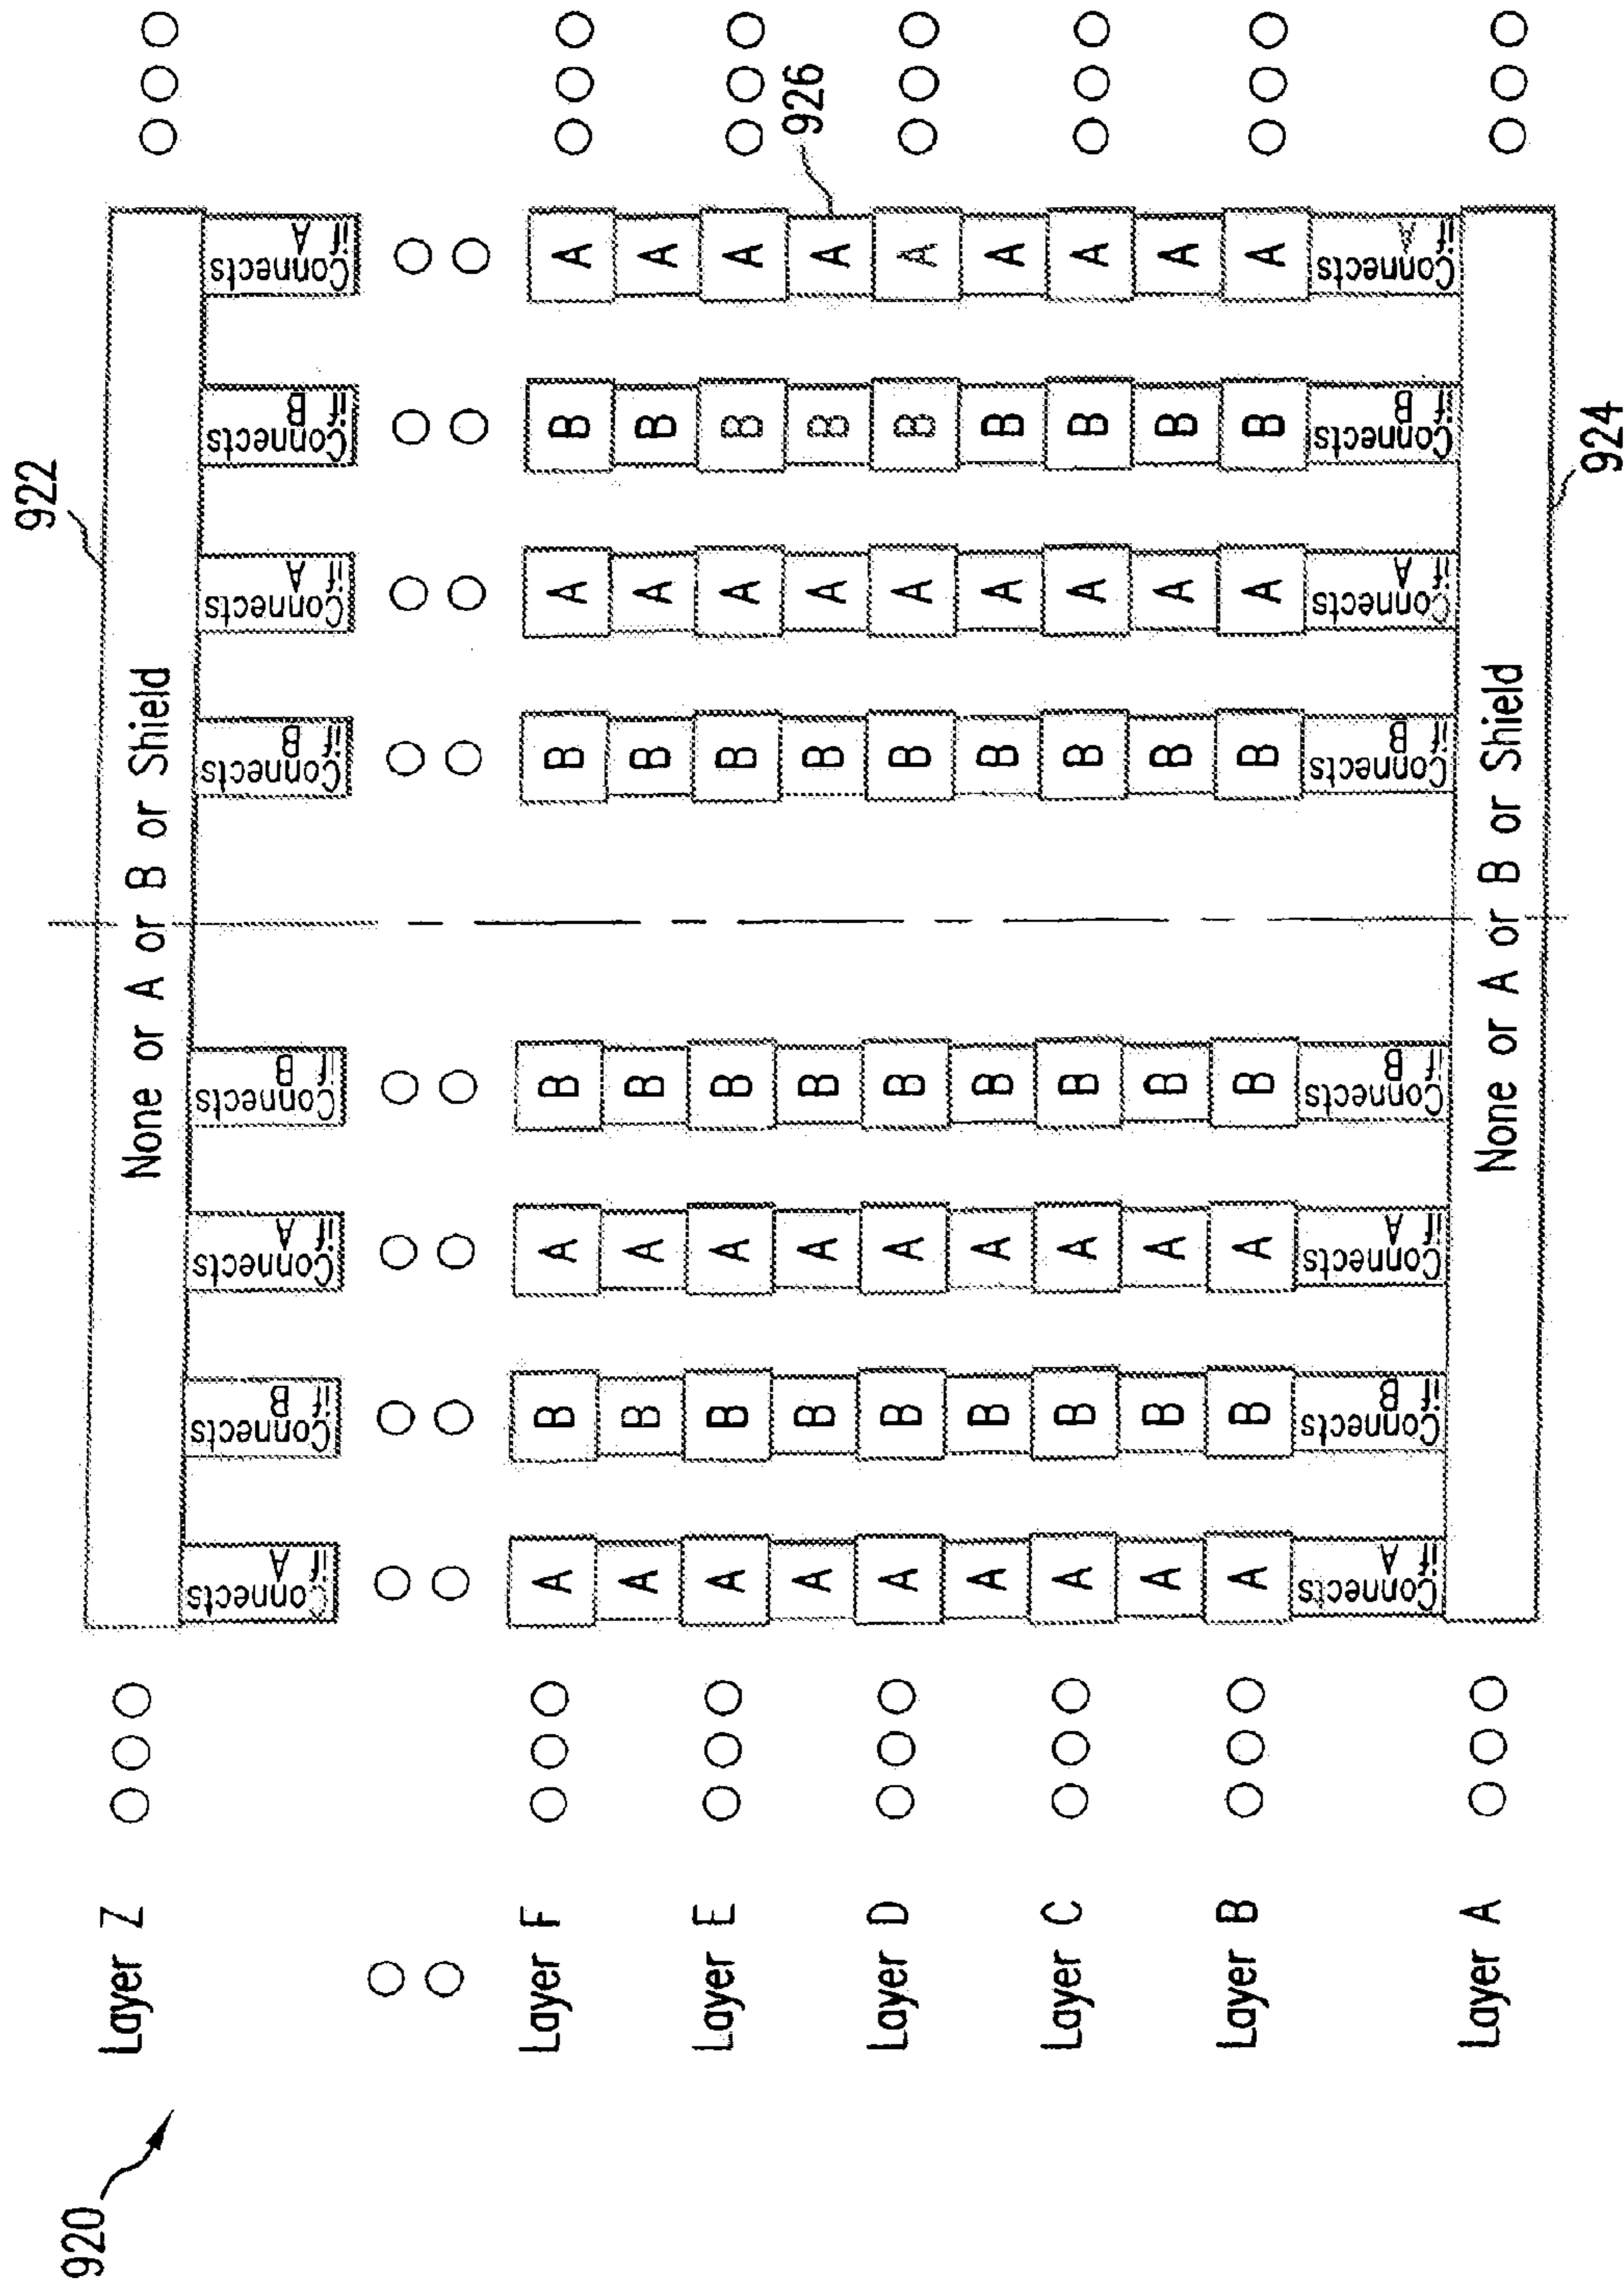 920
922
Layer Z
None or A or B or Shield
Connects if A
Connects if B
Connects if A
Connects if B
Connects if B
Connects if A
Connects if B
Connects if A
Layer F A B A B B A B A
A B A B B A B A
Layer E A B A B B A B A
A B A B B A B A
926
Layer D A B A B B A B A
A B A B B A B A
Layer C A B A B B A B A
A B A B B A B A
Layer B A B A B B A B A
Connects if A
Connects if B
Connects if A
Connects if B
Connects if B
Connects if A
Connects if B
Connects if A
Layer A
None or A or B or Shield
924